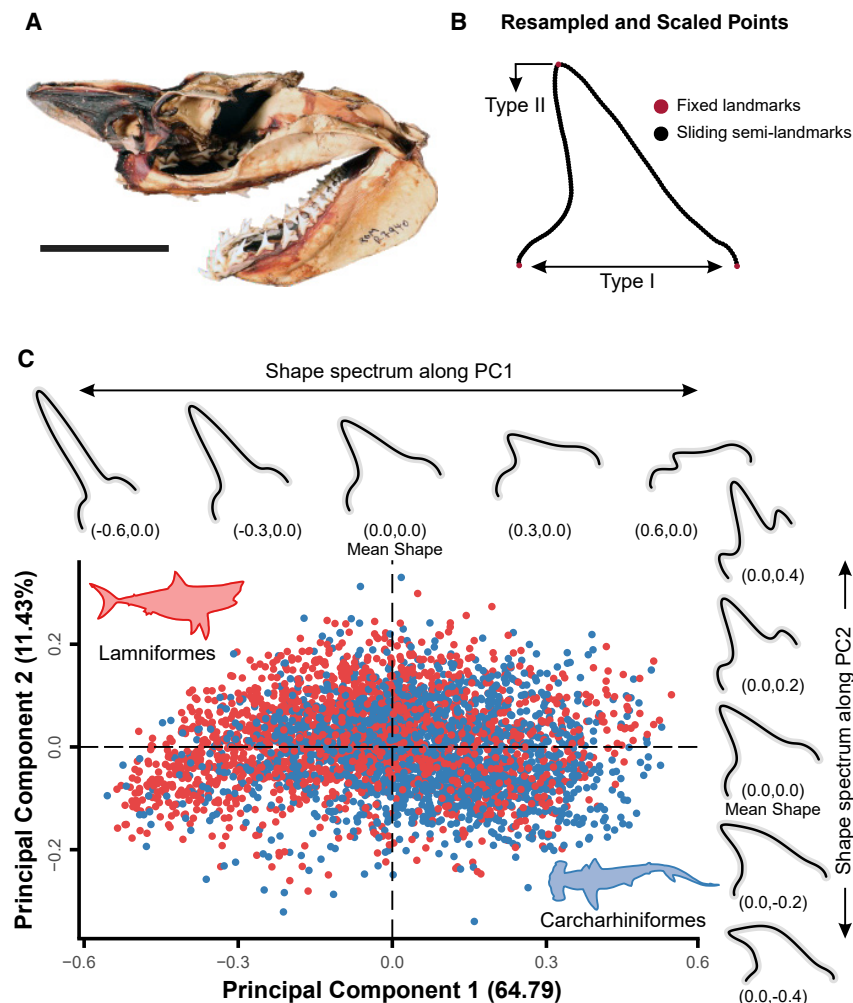 A
ROM
R7940
B
Resampled and Scaled Points
Type II
Fixed landmarks
Sliding semi-landmarks
Type I
C
Shape spectrum along PC1
(-0.6,0.0)
(-0.3,0.0)
(0.0,0.0)
Mean Shape
(0.3,0.0)
(0.6,0.0)
(0.0,0.4)
(0.0,0.2)
(0.0,0.0)
Mean Shape
(0.0,-0.2)
(0.0,-0.4)
Shape spectrum along PC2
Lamniformes
Carcharhiniformes
Principal Component 2 (11.43%)
0.2
0.0
−0.2
−0.6
−0.3
0.0
0.3
0.6
Principal Component 1 (64.79)